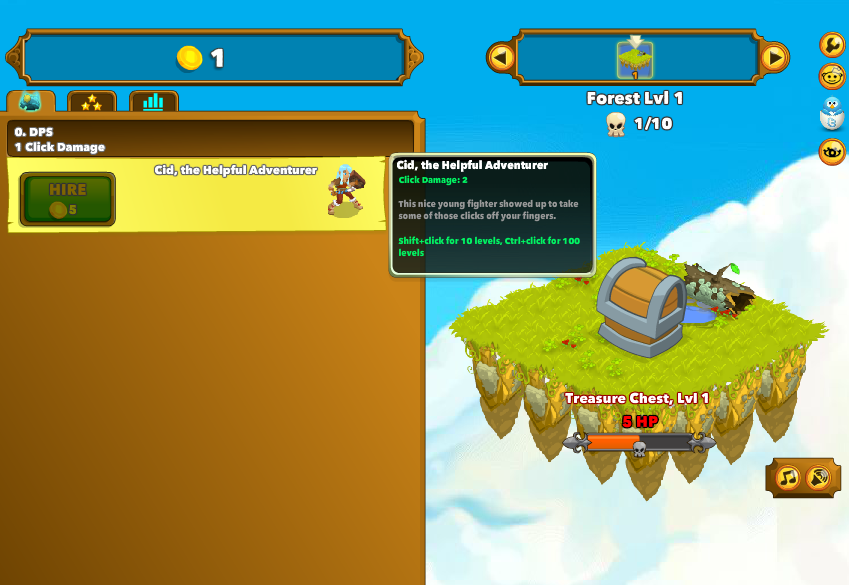 1
1
Forest Lvl 1
1/10
0. DPS
1 Click Damage
Cid, the Helpful Adventurer
HIRE
5
Cid, the Helpful Adventurer
Click Damage: 2
This nice young fighter showed up to take
some of those clicks off your fingers.
Shift+click for 10 levels, Ctrl+click for 100
levels
Treasure Chest, Lvl 1
5 HP